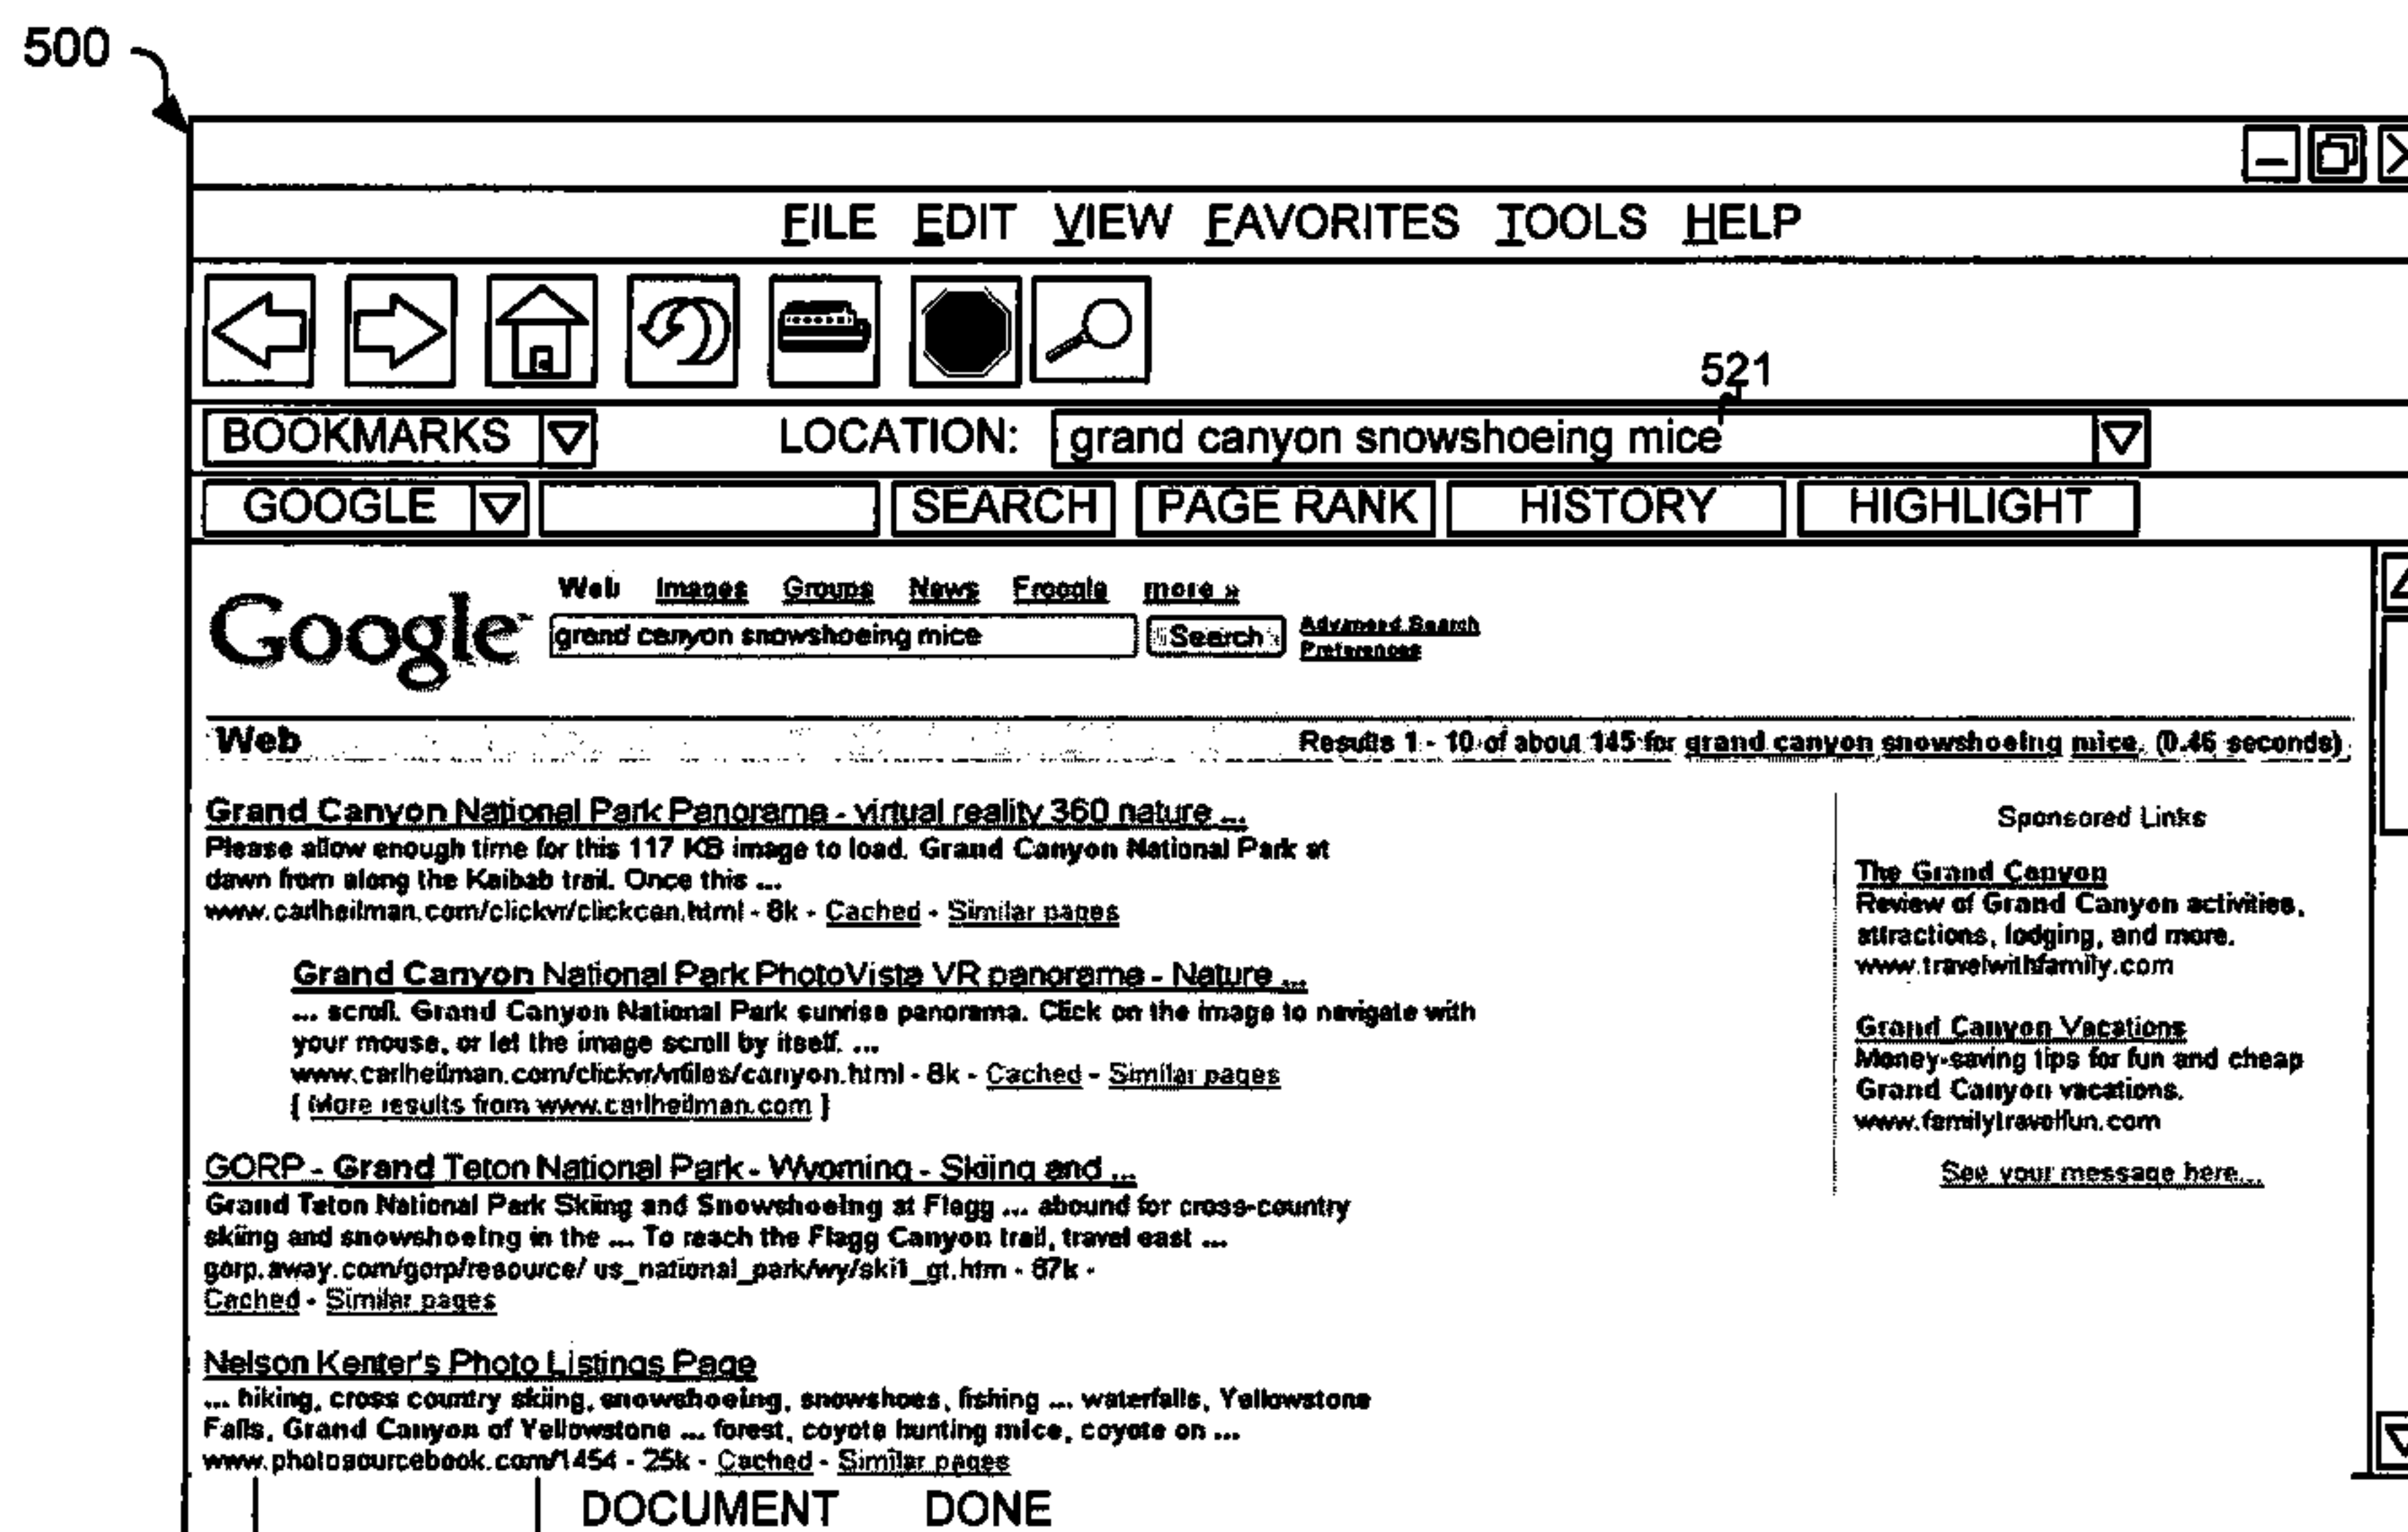 500
FILE EDIT VIEW FAVORITES TOOLS HELP
521
BOOKMARKS LOCATION: grand canyon snowshoeing mice
GOOGLE SEARCH PAGE RANK HISTORY HIGHLIGHT
Web Images Groups News Froogle more »
Google grand canyon snowshoeing mice Search Advanced Search
Preferences
Web Results 1 - 10 of about 145 for grand canyon snowshoeing mice. (0.46 seconds)
Grand Canyon National Park Panorama - virtual reality 360 nature ...
Please allow enough time for this 117 KB image to load. Grand Canyon National Park at
dawn from along the Kaibab trail. Once this ...
www.carlheilman.com/clickvr/clickcan.html - 8k - Cached - Similar pages
Grand Canyon National Park PhotoVista VR panorama - Nature ...
... scroll. Grand Canyon National Park sunrise panorama. Click on the image to navigate with
your mouse, or let the image scroll by itself. ...
www.carlheilman.com/clickvr/vrfiles/canyon.html - 8k - Cached - Similar pages
[ More results from www.carlheilman.com ]
GORP - Grand Teton National Park - Wyoming - Skiing and ...
Grand Teton National Park Skiing and Snowshoeing at Flagg ... abound for cross-country
skiing and snowshoeing in the ... To reach the Flagg Canyon trail, travel east ...
gorp.away.com/gorp/resource/ us_national_park/wy/ski1_gt.htm - 67k -
Cached - Similar pages
Nelson Kenter's Photo Listings Page
... hiking, cross country skiing, snowshoeing, snowshoes, fishing ... waterfalls, Yellowstone
Falls, Grand Canyon of Yellowstone ... forest, coyote hunting mice, coyote on ...
www.photosourcebook.com/1454 - 25k - Cached - Similar pages
Sponsored Links
The Grand Canyon
Review of Grand Canyon activities,
attractions, lodging, and more.
www.travelwithfamily.com
Grand Canyon Vacations
Money-saving tips for fun and cheap
Grand Canyon vacations.
www.familytravelfun.com
See your message here...
DOCUMENT DONE